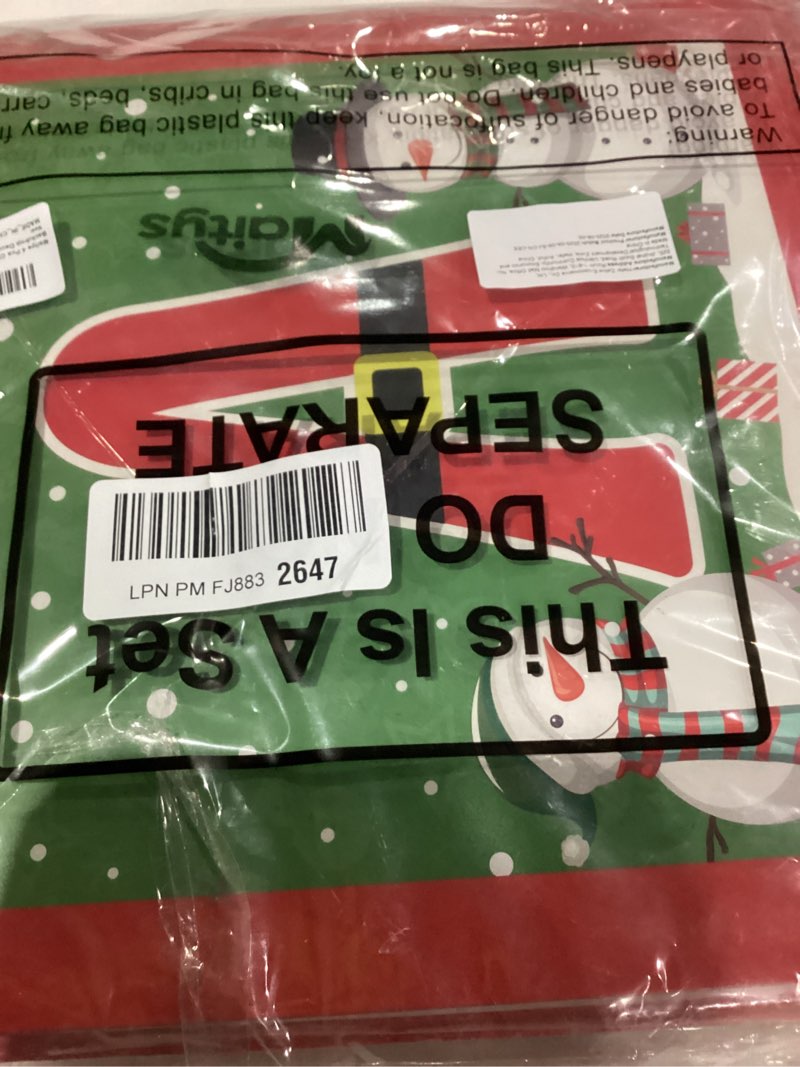 This Is A Set
DO
SEPARATE
LPN PM FJ883 2647
Maitys
Warning:
To avoid danger of suffocation, keep this plastic bag away f
babies and children. Do not use this bag in cribs, beds, carr
or playpens. This bag is not a toy.